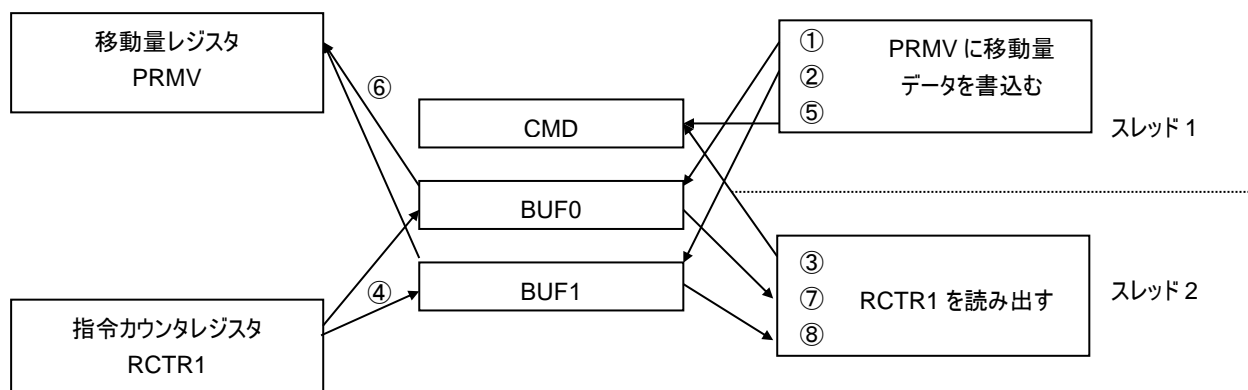 移動量レジスタ
PRMV
⑥
CMD
BUF0
BUF1
④
指令カウンタレジスタ
RCTR1
①
②
⑤
PRMV に移動量
データを書込む
スレッド 1
③
⑦
⑧
RCTR1 を読み出す
スレッド 2